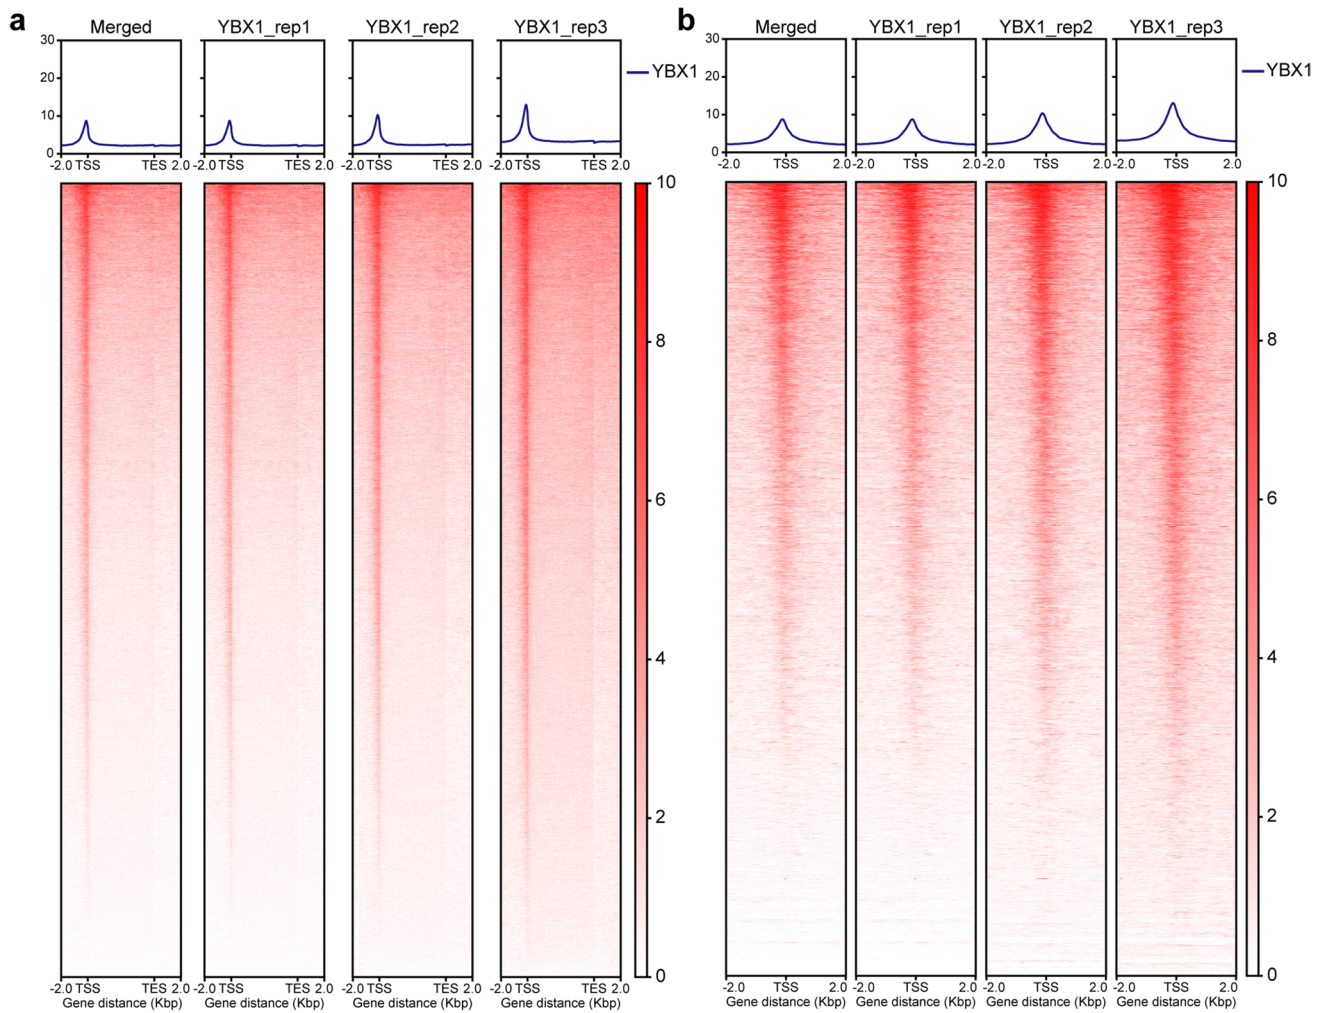 a
Merged YBX1_rep1 YBX1_rep2 YBX1_rep3
30
20
10
0
YBX1
-2.0 TSS TES 2.0 -2.0 TSS TES 2.0 -2.0 TSS TES 2.0 -2.0 TSS TES 2.0
10
8
6
4
2
0
-2.0 TSS TES 2.0 -2.0 TSS TES 2.0 -2.0 TSS TES 2.0 -2.0 TSS TES 2.0
Gene distance (Kbp) Gene distance (Kbp) Gene distance (Kbp) Gene distance (Kbp)
b
Merged YBX1_rep1 YBX1_rep2 YBX1_rep3
30
20
10
0
YBX1
-2.0 TSS 2.0 -2.0 TSS 2.0 -2.0 TSS 2.0 -2.0 TSS 2.0
10
8
6
4
2
0
-2.0 TSS 2.0 -2.0 TSS 2.0 -2.0 TSS 2.0 -2.0 TSS 2.0
Gene distance (Kbp) Gene distance (Kbp) Gene distance (Kbp) Gene distance (Kbp)